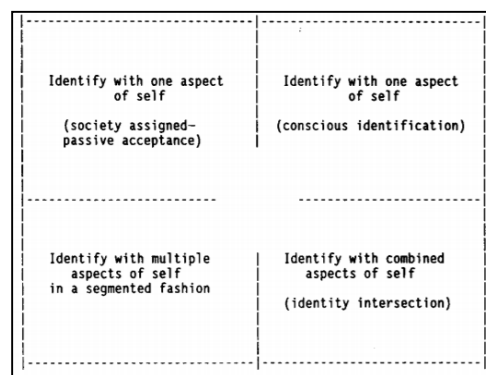 Identify with one aspect
of self
(society assigned-
passive acceptance)
Identify with one aspect
of self
(conscious identification)
Identify with multiple
aspects of self
in a segmented fashion
Identify with combined
aspects of self
(identity intersection)